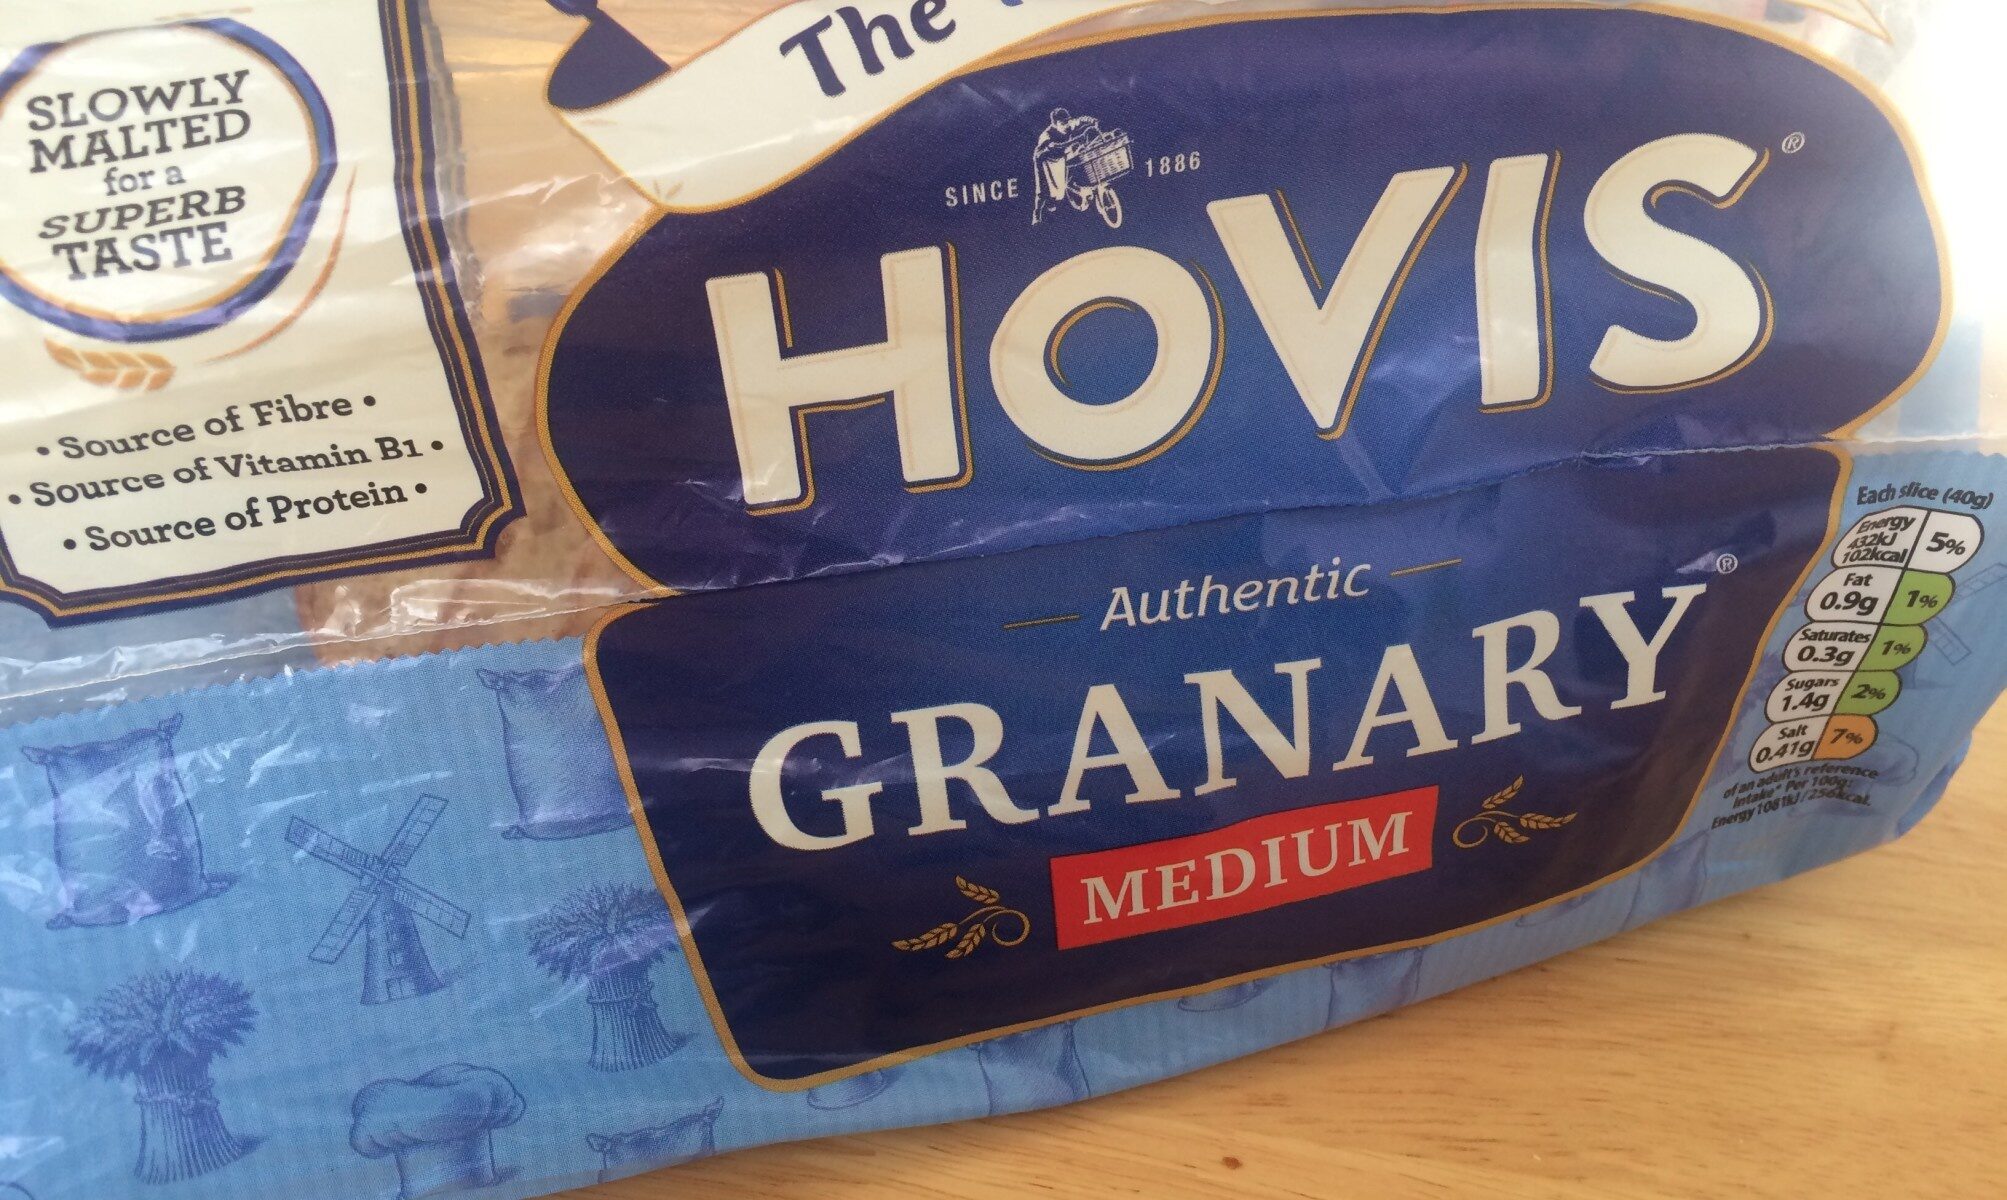 SLOWLY
MALTED
for a
SUPERB
TASTE
• Source of Fibre •
• Source of Vitamin B1 •
• Source of Protein •
The
SINCE 1886
HOVIS®
Authentic
GRANARY®
MEDIUM
Each slice (40g)
Energy
432kJ
102kcal 5%
Fat
0.9g 1%
Saturates
0.3g 1%
Sugars
1.4g 2%
Salt
0.41g 7%
of an adult's reference
intake* Per 100g:
Energy 1081kJ/256kcal.